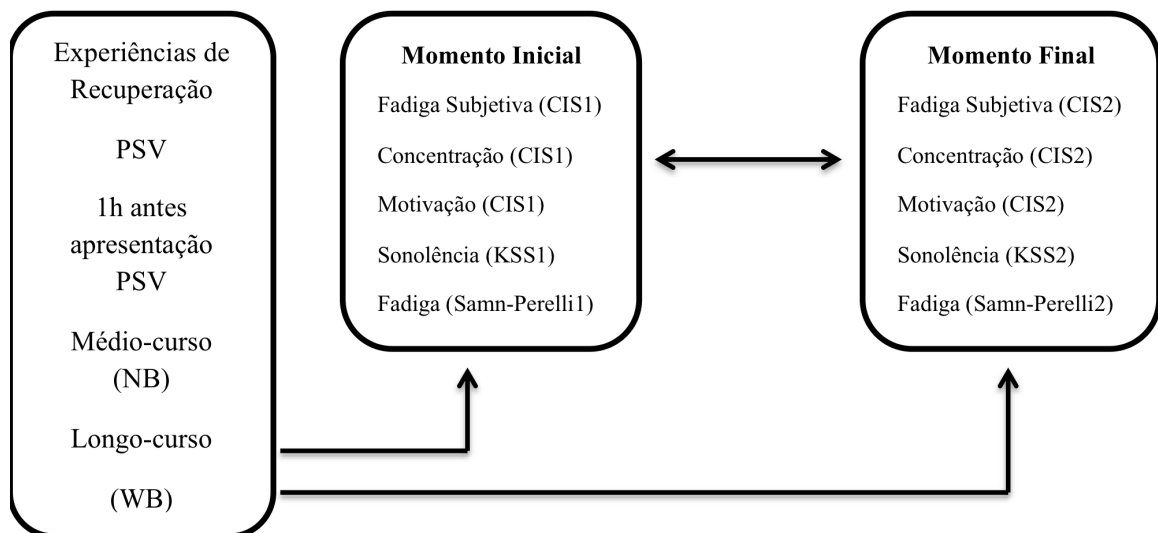 Experiências de
Recuperação
PSV
1h antes
apresentação
PSV
Médio-curso
(NB)
Longo-curso
(WB)
Momento Inicial
Fadiga Subjetiva (CIS1)
Concentração (CIS1)
Motivação (CIS1)
Sonolência (KSS1)
Fadiga (Samn-Perelli1)
Momento Final
Fadiga Subjetiva (CIS2)
Concentração (CIS2)
Motivação (CIS2)
Sonolência (KSS2)
Fadiga (Samn-Perelli2)